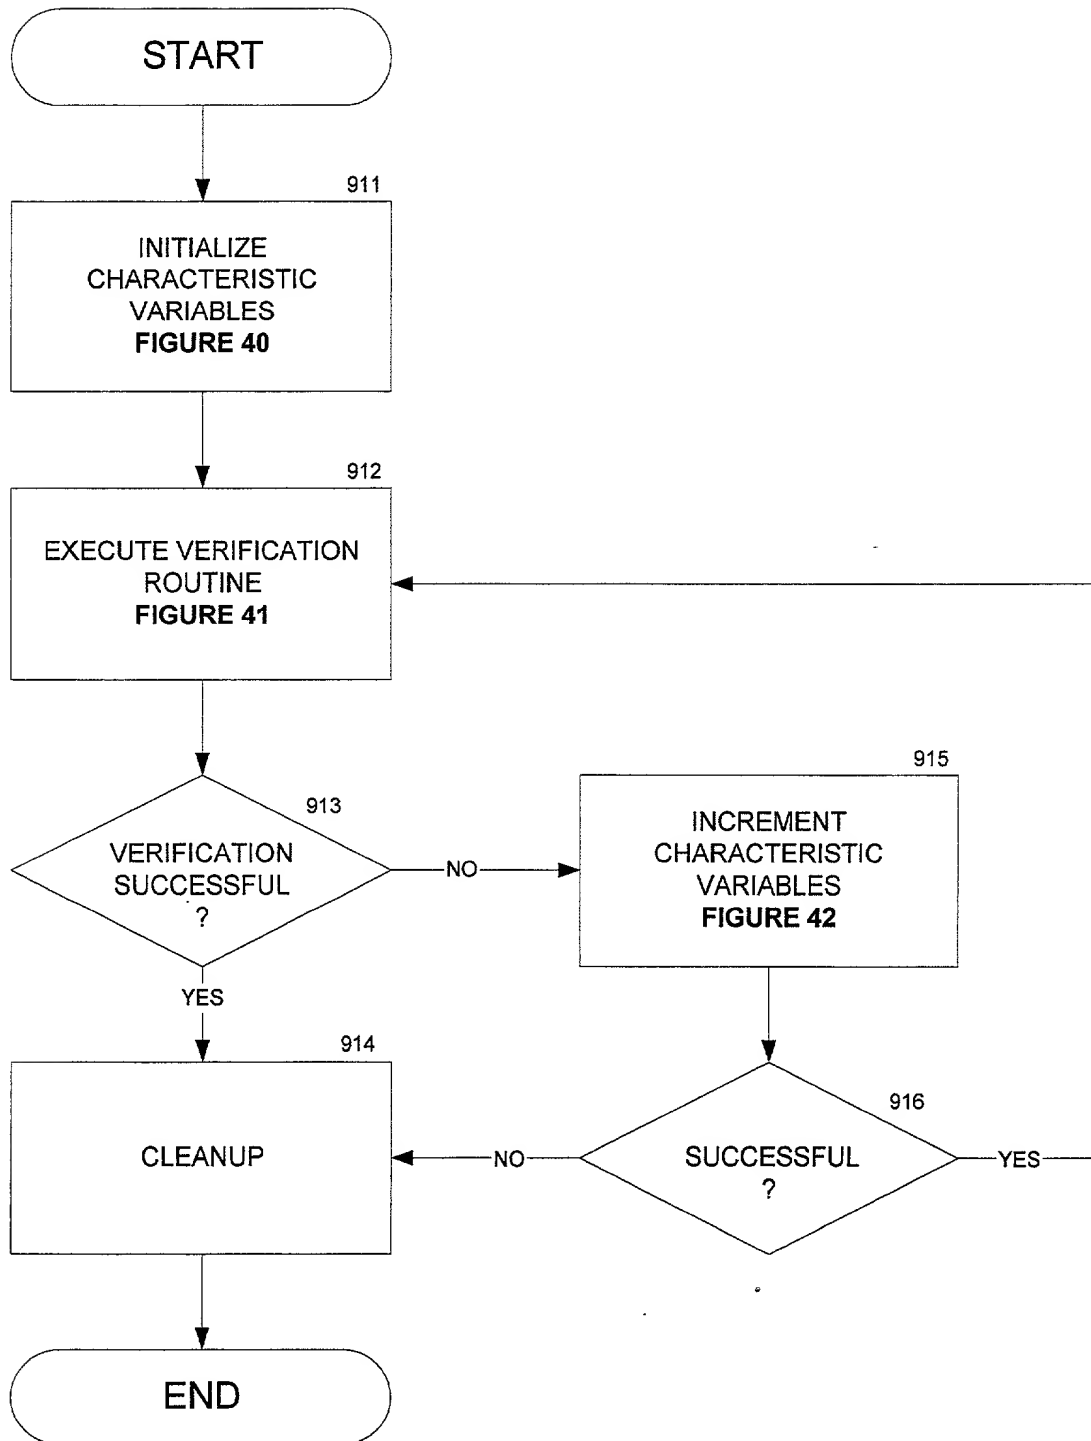 START
911
INITIALIZE
CHARACTERISTIC
VARIABLES
FIGURE 40
912
EXECUTE VERIFICATION
ROUTINE
FIGURE 41
913
VERIFICATION
SUCCESSFUL
?
NO
915
INCREMENT
CHARACTERISTIC
VARIABLES
FIGURE 42
YES
914
CLEANUP
NO
916
SUCCESSFUL
?
YES
END